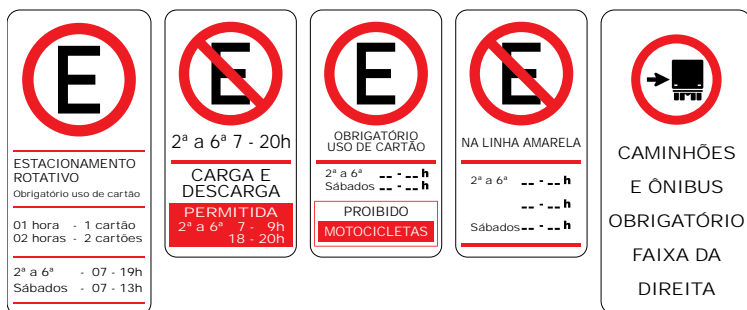 E
ESTACIONAMENTO
ROTATIVO
Obrigatório uso de cartão
01 hora - 1 cartão
02 horas - 2 cartões
2ª a 6ª - 07 - 19h
Sábados - 07 - 13h
E
2ª a 6ª 7 - 20h
CARGA E
DESCARGA
PERMITIDA
2ª a 6ª 7 - 9h
18 - 20h
E
OBRIGATÓRIO
USO DE CARTÃO
2ª a 6ª -- - -- h
Sábados -- - -- h
PROIBIDO
MOTOCICLETAS
E
NA LINHA AMARELA
2ª a 6ª -- - -- h
-- - -- h
Sábados -- - -- h
CAMINHÕES
E ÔNIBUS
OBRIGATÓRIO
FAIXA DA
DIREITA